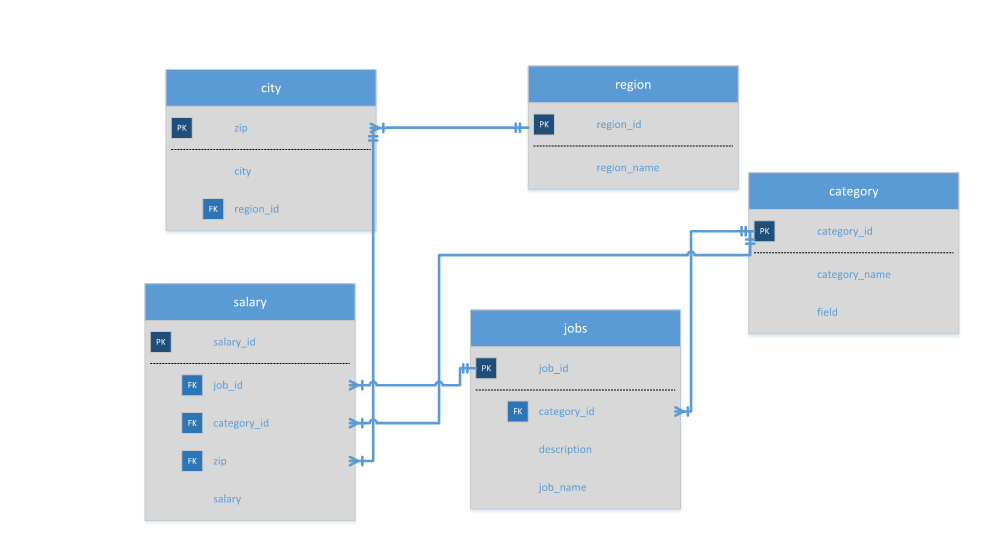 city
PK zip
city
FK region_id
region
PK region_id
region_name
category
PK category_id
category_name
field
salary
PK salary_id
FK job_id
FK category_id
FK zip
salary
jobs
PK job_id
FK category_id
description
job_name